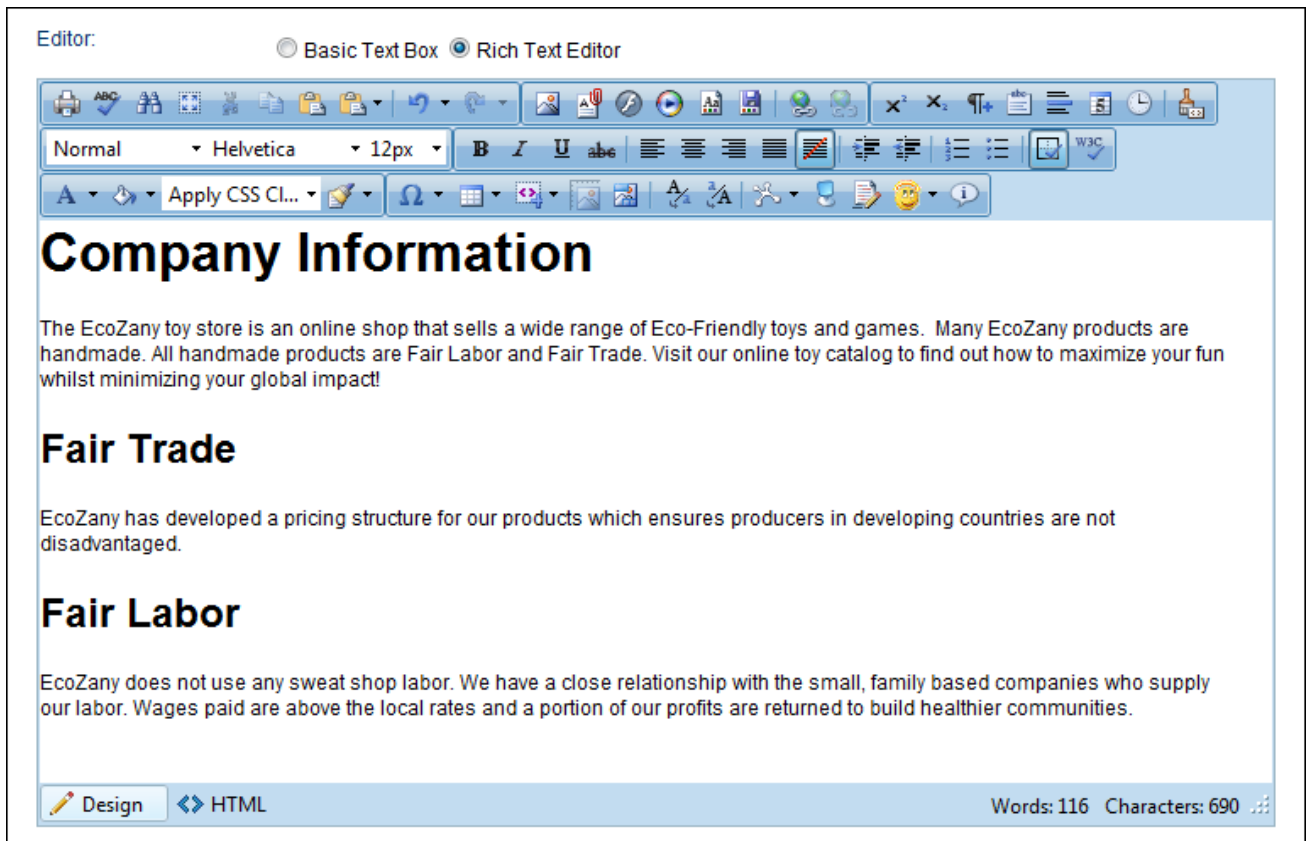 Editor:
Basic Text Box Rich Text Editor
ABC
Normal Helvetica 12px B I U abc W3C
A Apply CSS Cl... Ω
Company Information
The EcoZany toy store is an online shop that sells a wide range of Eco-Friendly toys and games.  Many EcoZany products are
handmade. All handmade products are Fair Labor and Fair Trade. Visit our online toy catalog to find out how to maximize your fun
whilst minimizing your global impact!
Fair Trade
EcoZany has developed a pricing structure for our products which ensures producers in developing countries are not
disadvantaged.
Fair Labor
EcoZany does not use any sweat shop labor. We have a close relationship with the small, family based companies who supply
our labor. Wages paid are above the local rates and a portion of our profits are returned to build healthier communities.
Design HTML Words: 116 Characters: 690